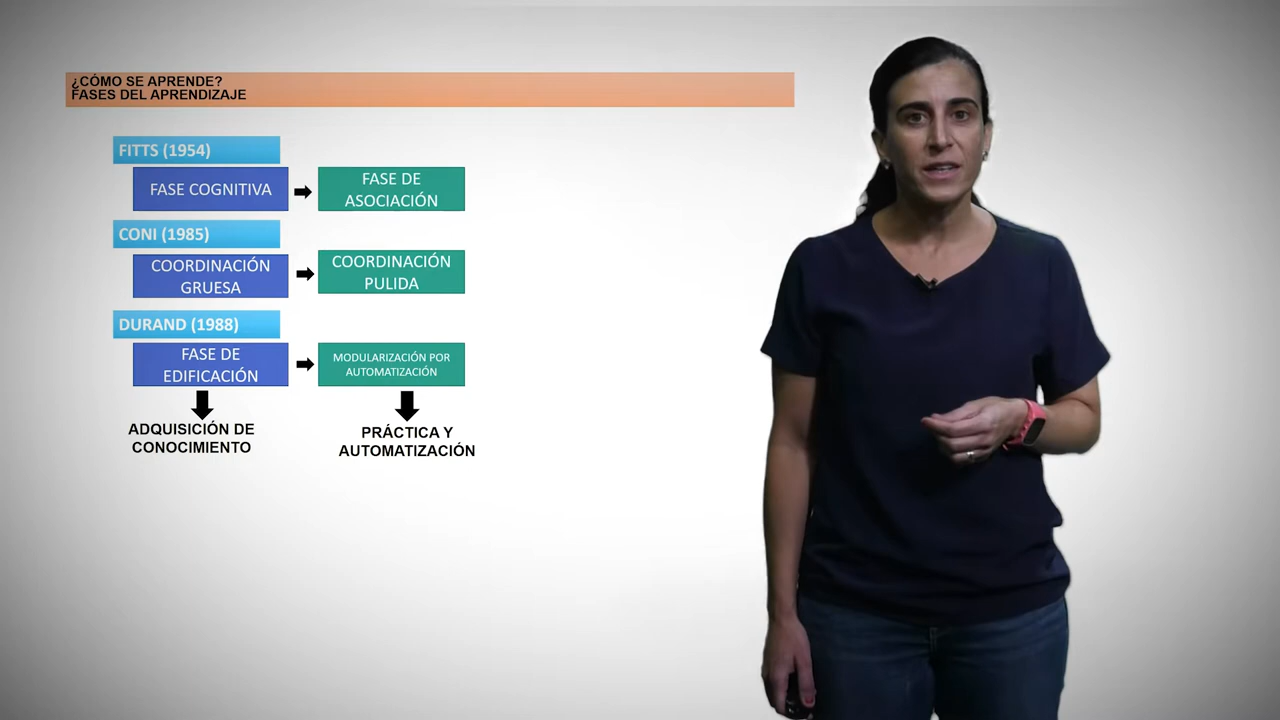 ¿CÓMO SE APRENDE?
FASES DEL APRENDIZAJE
FITTS (1954)
FASE COGNITIVA
FASE DE
ASOCIACIÓN
CONI (1985)
COORDINACIÓN
GRUESA
COORDINACIÓN
PULIDA
DURAND (1988)
FASE DE
EDIFICACIÓN
MODULARIZACIÓN POR
AUTOMATIZACIÓN
ADQUISICIÓN DE
CONOCIMIENTO
PRÁCTICA Y
AUTOMATIZACIÓN